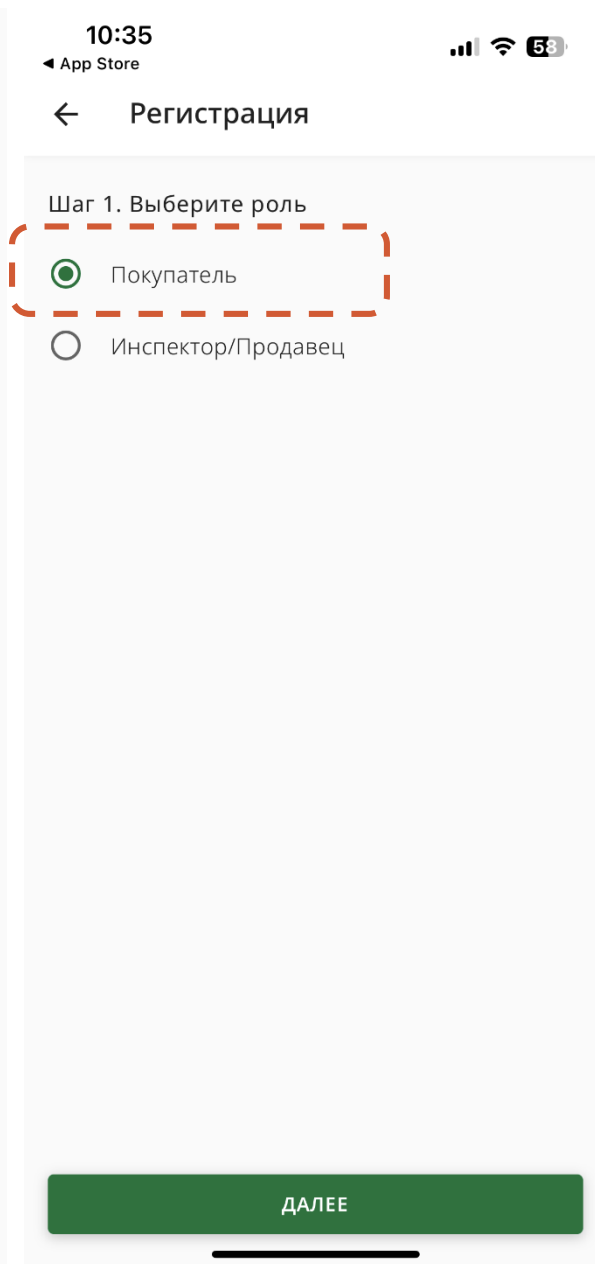 10:35
◀ App Store
58
Регистрация
Шаг 1. Выберите роль
Покупатель
Инспектор/Продавец
ДАЛЕЕ